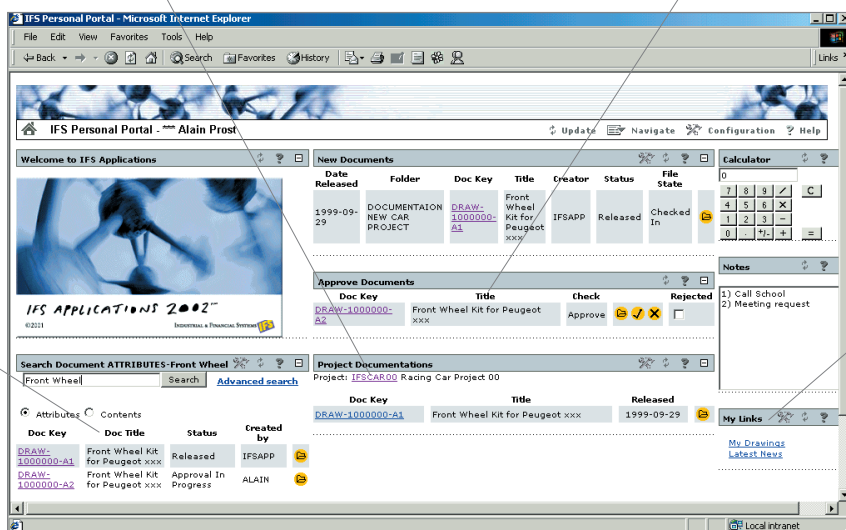 IFS Personal Portal - Microsoft Internet Explorer
File Edit View Favorites Tools Help
Back Search Favorites History Links
IFS Personal Portal - *** Alain Prost
Update Navigate Configuration ? Help
Welcome to IFS Applications ?
IFS APPLICATIONS 2002™
©2001 INDUSTRIAL & FINANCIAL SYSTEMS IFS
Search Document ATTRIBUTES-Front Wheel ?
Front Wheel Search Advanced search
Attributes Contents
Doc Key Doc Title Status Created by
DRAW-1000000-A1 Front Wheel Kit for Peugeot xxx Released IFSAPP
DRAW-1000000-A2 Front Wheel Kit for Peugeot xxx Approval In Progress ALAIN
New Documents ?
Date Released Folder Doc Key Title Creator Status File State
1999-09-29 DOCUMENTAION NEW CAR PROJECT DRAW-1000000-A1 Front Wheel Kit for Peugeot xxx IFSAPP Released Checked In
Approve Documents ?
Doc Key Title Check Rejected
DRAW-1000000-A2 Front Wheel Kit for Peugeot xxx Approve
Project Documentations ?
Project: IFSCAR00 Racing Car Project 00
Doc Key Title Released
DRAW-1000000-A1 Front Wheel Kit for Peugeot xxx 1999-09-29
Calculator ?
0
7 8 9 / C
4 5 6 X
1 2 3 -
0 . +/- + =
Notes ?
1) Call School
2) Meeting request
My Links ?
My Drawings
Latest News
Local intranet